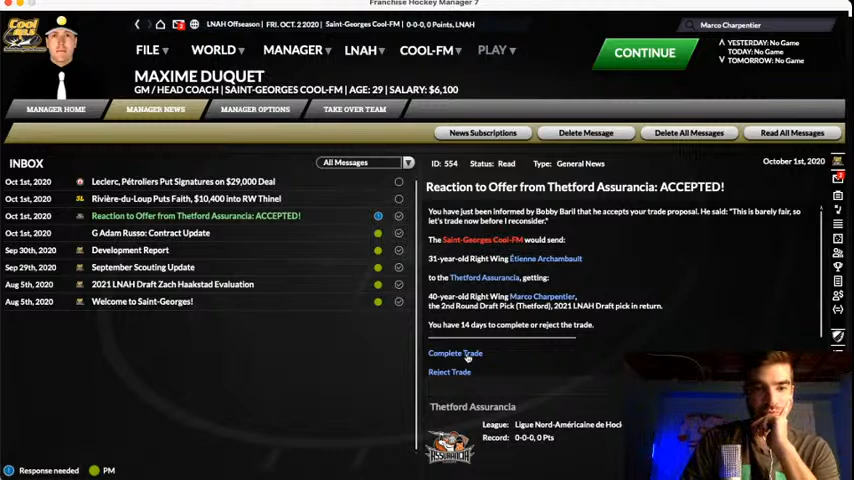 Franchise Hockey Manager 7
LNAH Offseason | FRI. OCT. 2 2020 | Saint-Georges Cool-FM | 0-0-0, 0 Points, LNAH
Marco Charpentier
FILE WORLD MANAGER LNAH COOL-FM PLAY
CONTINUE
YESTERDAY: No Game
TODAY: No Game
TOMORROW: No Game
MAXIME DUQUET
GM / HEAD COACH | SAINT-GEORGES COOL-FM | AGE: 29 | SALARY: $6,100
MANAGER HOME MANAGER NEWS MANAGER OPTIONS TAKE OVER TEAM
News Subscriptions Delete Message Delete All Messages Read All Messages
INBOX All Messages
Oct 1st, 2020 Leclerc, Pétroliers Put Signatures on $29,000 Deal
Oct 1st, 2020 Rivière-du-Loup Puts Faith, $10,400 into RW Thinel
Oct 1st, 2020 Reaction to Offer from Thetford Assurancia: ACCEPTED!
Oct 1st, 2020 G Adam Russo: Contract Update
Sep 30th, 2020 Development Report
Sep 29th, 2020 September Scouting Update
Aug 5th, 2020 2021 LNAH Draft Zach Haakstad Evaluation
Aug 5th, 2020 Welcome to Saint-Georges!
Response needed PM
ID: 554 Status: Read Type: General News October 1st, 2020
Reaction to Offer from Thetford Assurancia: ACCEPTED!
You have just been informed by Bobby Baril that he accepts your trade proposal. He said: "This is barely fair, so
let's trade now before I reconsider."
The Saint-Georges Cool-FM would send:
31-year-old Right Wing Étienne Archambault
to the Thetford Assurancia, getting:
40-year-old Right Wing Marco Charpentier,
the 2nd Round Draft Pick (Thetford), 2021 LNAH Draft pick in return.
You have 14 days to complete or reject the trade.
Complete Trade
Reject Trade
Thetford Assurancia
League: Ligue Nord-Américaine de Hoc
Record: 0-0-0, 0 Pts
ASSURANCIA